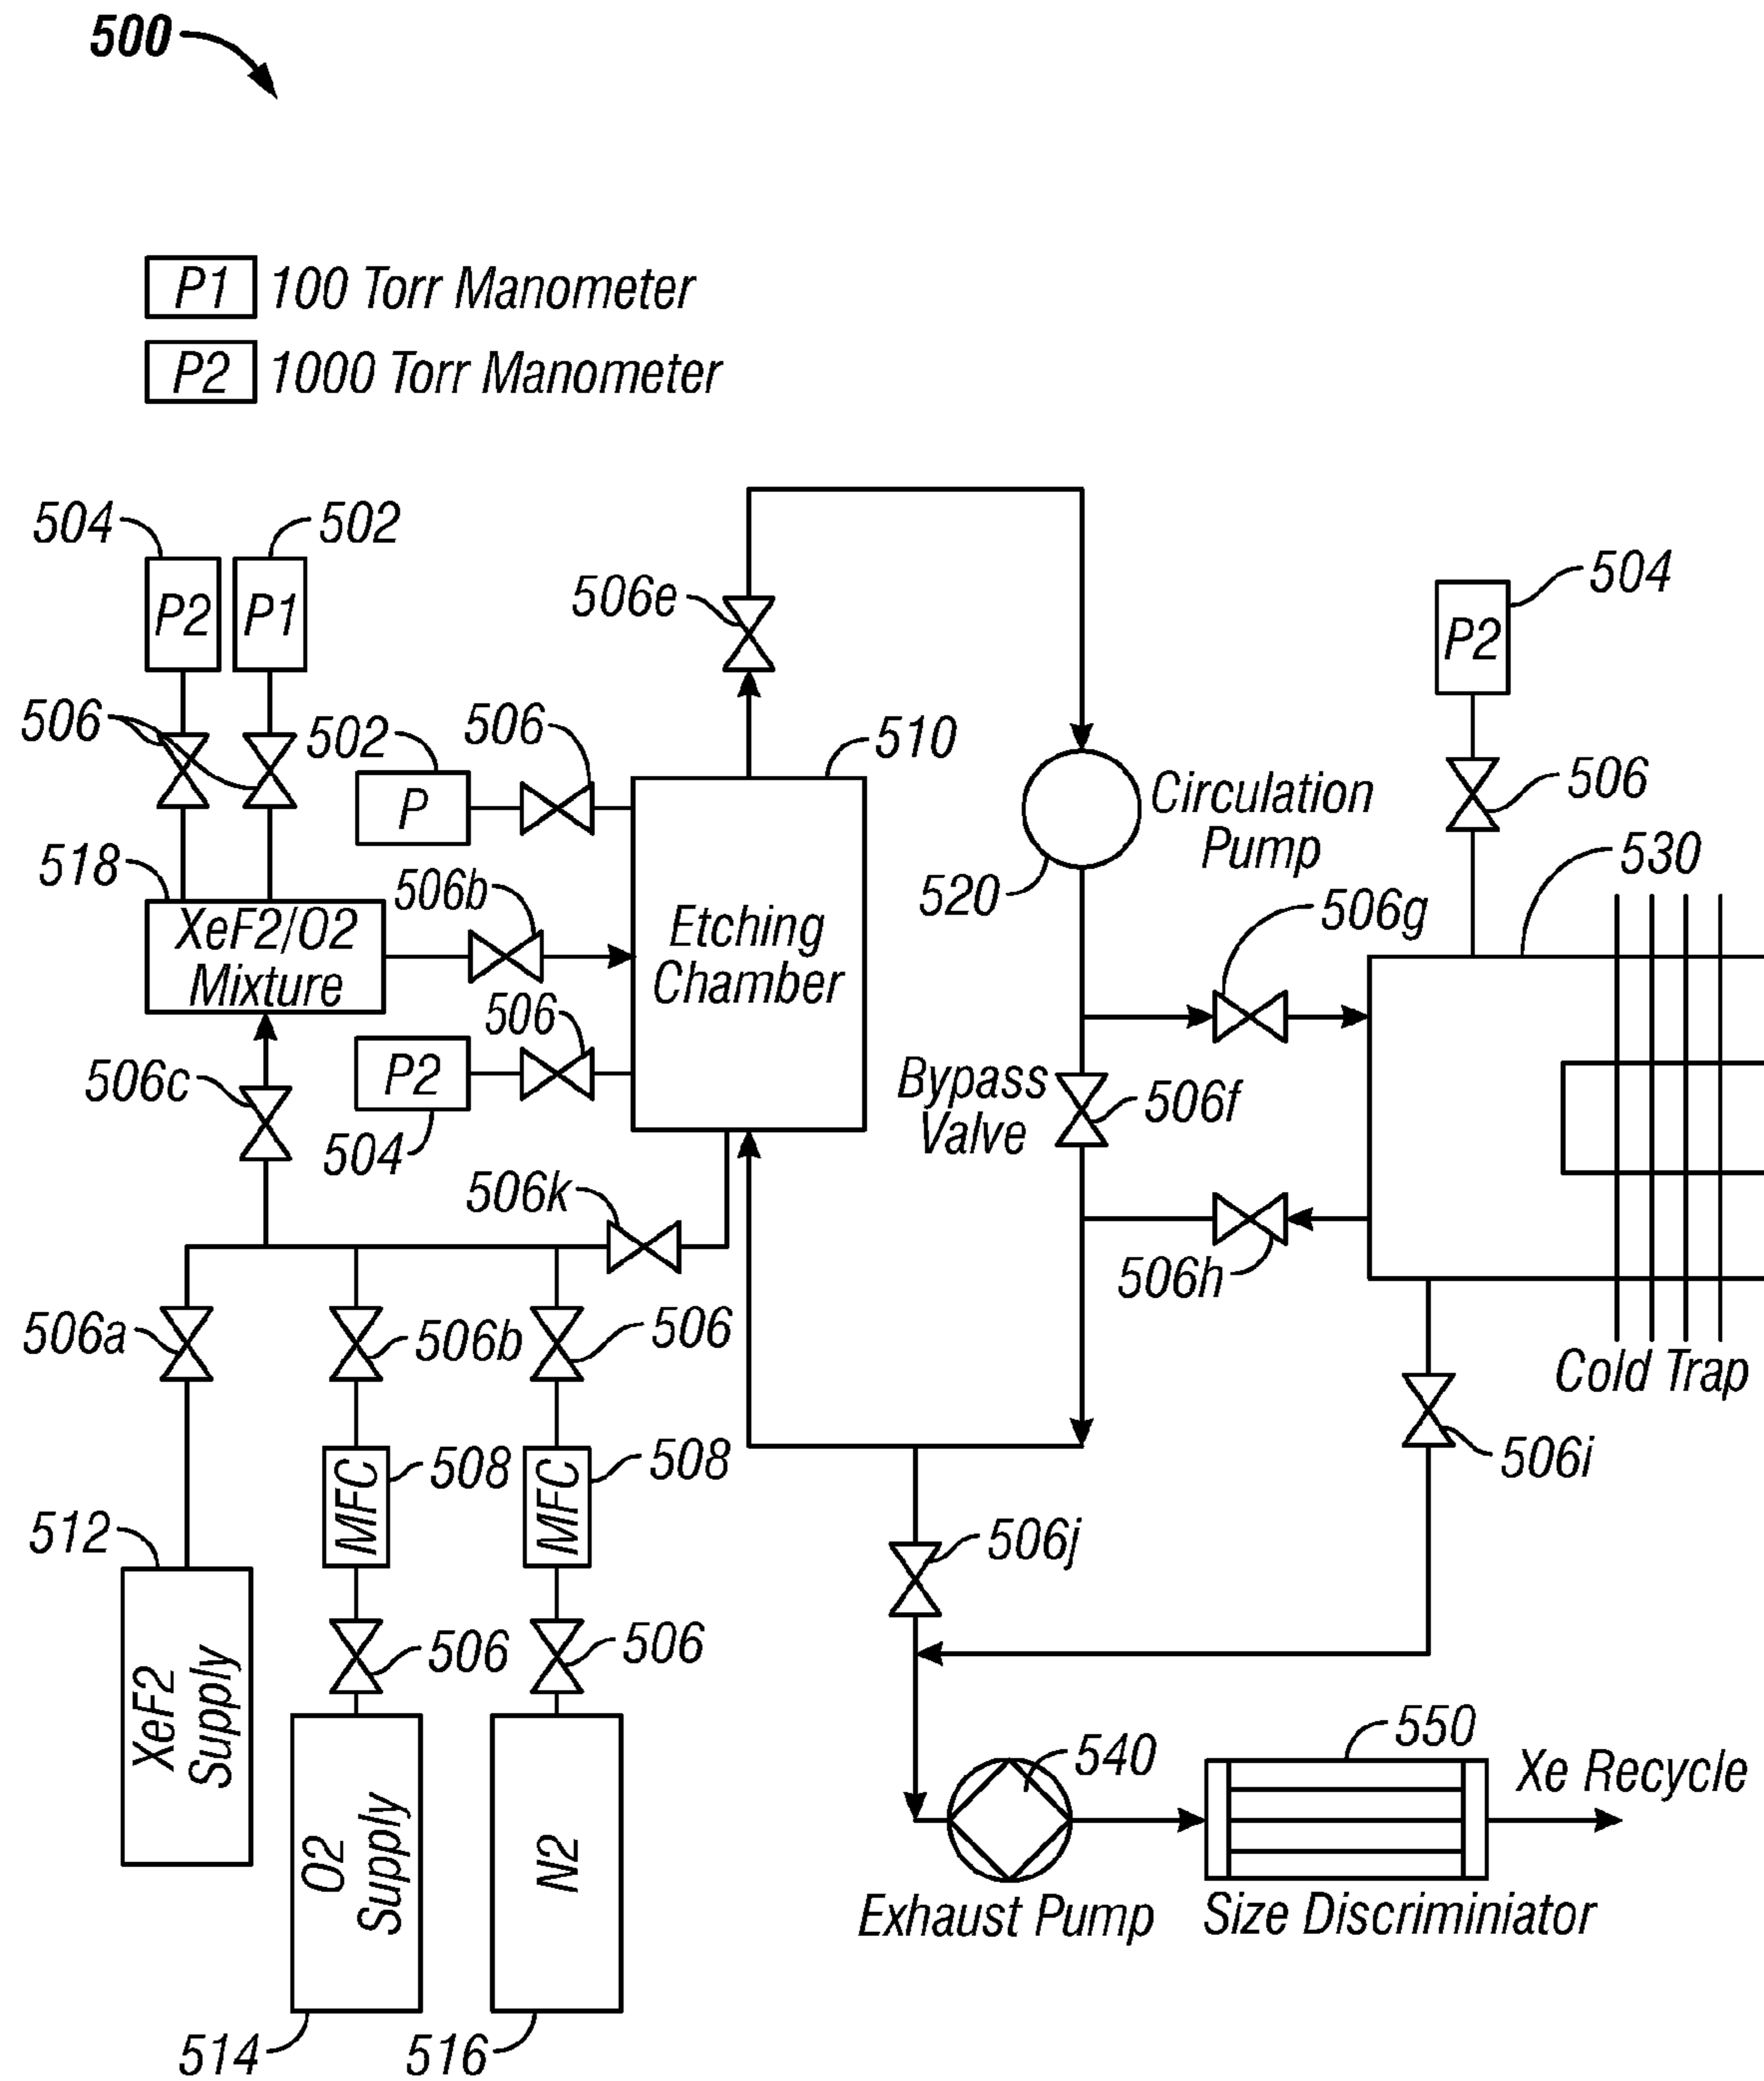 500
P1 100 Torr Manometer
P2 1000 Torr Manometer
504
502
P2
P1
506e
504
P2
506
502
506
510
P
Circulation
Pump
506
518
506b
520
506g
530
XeF2/O2
Mixture
Etching
Chamber
506
506c
P2
504
Bypass
Valve
506f
506k
506h
506a
506b
506
Cold Trap
508
508
MFC
MFC
506i
512
506j
506
506
XeF2
Supply
550
540
Xe Recycle
O2
Supply
N2
Exhaust Pump
Size Discriminiator
514
516